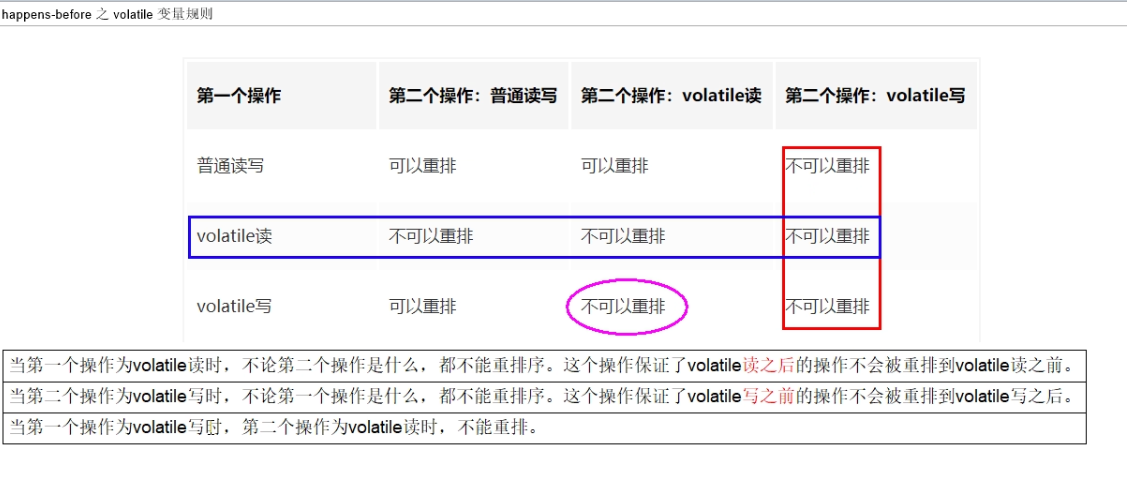 happens-before 之 volatile 变量规则
第一个操作 第二个操作：普通读写 第二个操作：volatile读 第二个操作：volatile写
普通读写 可以重排 可以重排 不可以重排
volatile读 不可以重排 不可以重排 不可以重排
volatile写 可以重排 不可以重排 不可以重排
当第一个操作为volatile读时，不论第二个操作是什么，都不能重排序。这个操作保证了volatile读之后的操作不会被重排到volatile读之前。
当第二个操作为volatile写时，不论第一个操作是什么，都不能重排序。这个操作保证了volatile写之前的操作不会被重排到volatile写之后。
当第一个操作为volatile写时，第二个操作为volatile读时，不能重排。